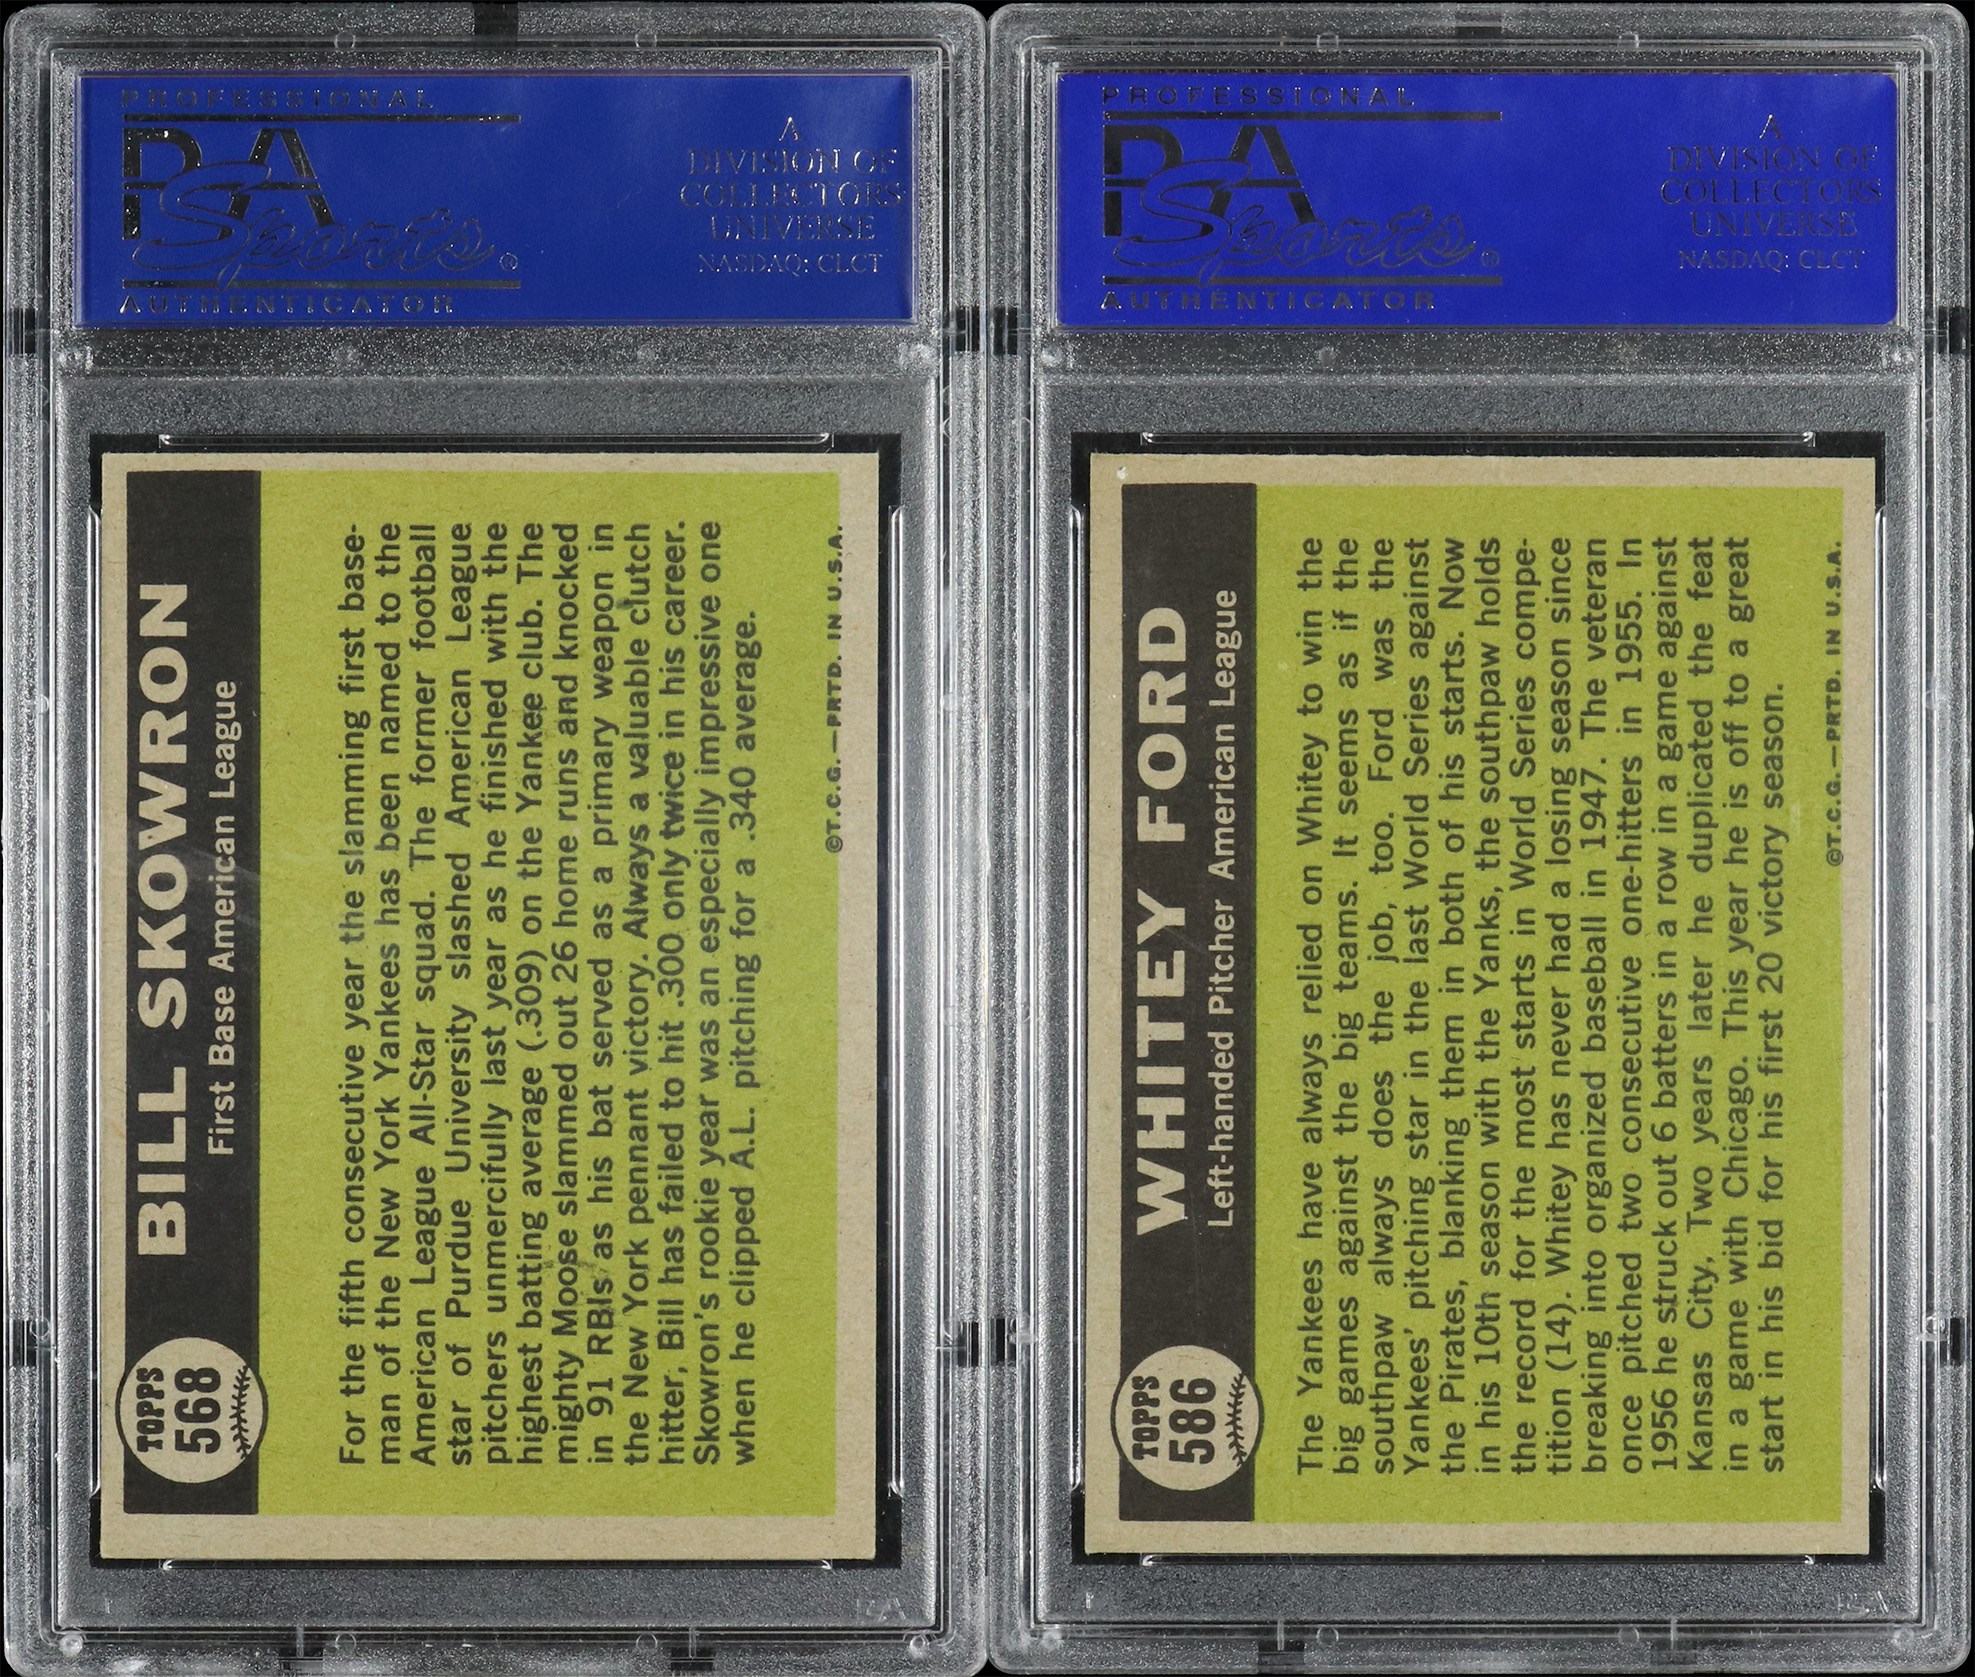 PROFESSIONAL
PSA
Sports®
AUTHENTICATOR
A
DIVISION OF
COLLECTORS
UNIVERSE
NASDAQ: CLCT
TOPPS
568
BILL SKOWRON
First Base American League
For the fifth consecutive year the slamming first base-
man of the New York Yankees has been named to the
American League All-Star squad. The former football
star of Purdue University slashed American League
pitchers unmercifully last year as he finished with the
highest batting average (.309) on the Yankee club. The
mighty Moose slammed out 26 home runs and knocked
in 91 RBIs as his bat served as a primary weapon in
the New York pennant victory. Always a valuable clutch
hitter, Bill has failed to hit .300 only twice in his career.
Skowron's rookie year was an especially impressive one
when he clipped A.L. pitching for a .340 average.
©T.C.G.—PRTD. IN U.S.A.
PROFESSIONAL
PSA
Sports®
AUTHENTICATOR
A
DIVISION OF
COLLECTORS
UNIVERSE
NASDAQ: CLCT
TOPPS
586
WHITEY FORD
Left-handed Pitcher American League
The Yankees have always relied on Whitey to win the
big games against the big teams. It seems as if the
southpaw always does the job, too. Ford was the
Yankees' pitching star in the last World Series against
the Pirates, blanking them in both of his starts. Now
in his 10th season with the Yanks, the southpaw holds
the record for the most starts in World Series compe-
tition (14). Whitey has never had a losing season since
breaking into organized baseball in 1947. The veteran
once pitched two consecutive one-hitters in 1955. In
1956 he struck out 6 batters in a row in a game against
Kansas City. Two years later he duplicated the feat
in a game with Chicago. This year he is off to a great
start in his bid for his first 20 victory season.
©T.C.G.—PRTD. IN U.S.A.